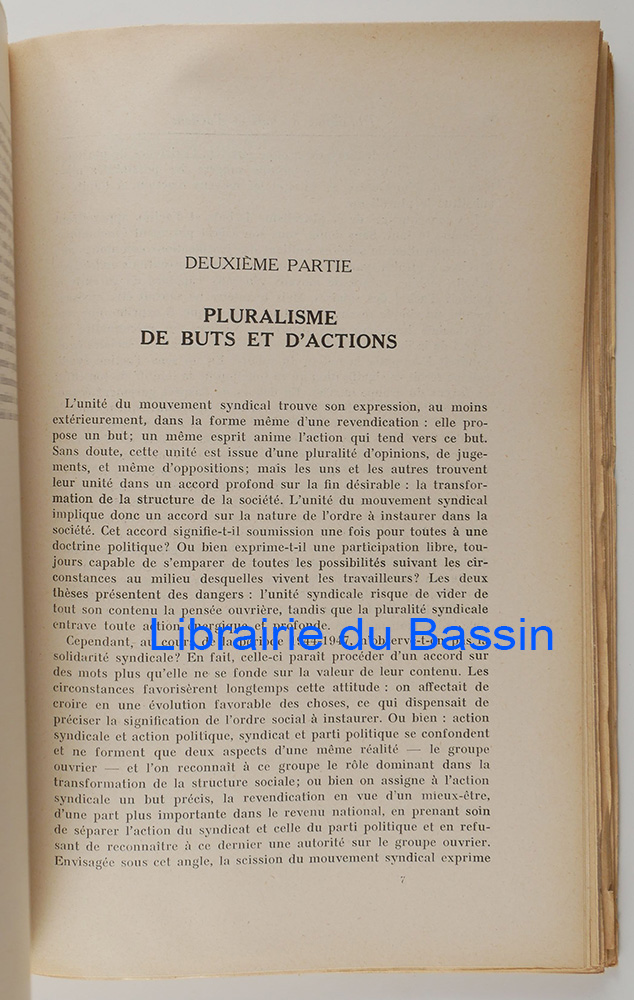 DEUXIÈME PARTIE
PLURALISME
DE BUTS ET D'ACTIONS
L'unité du mouvement syndical trouve son expression, au moins
extérieurement, dans la forme même d'une revendication : elle pro-
pose un but; un même esprit anime l'action qui tend vers ce but.
Sans doute, cette unité est issue d'une pluralité d'opinions, de juge-
ments, et même d'oppositions; mais les uns et les autres trouvent
leur unité dans un accord profond sur la fin désirable : la transfor-
mation de la structure de la société. L'unité du mouvement syndical
implique donc un accord sur la nature de l'ordre à instaurer dans la
société. Cet accord signifie-t-il soumission une fois pour toutes à une
doctrine politique? Ou bien exprime-t-il une participation libre, tou-
jours capable de s'emparer de toutes les possibilités suivant les cir-
constances au milieu desquelles vivent les travailleurs? Les deux
thèses présentent des dangers : l'unité syndicale risque de vider de
tout son contenu la pensée ouvrière, tandis que la pluralité syndicale
entrave toute action énergique et profonde.
Librairie du Bassin
Cependant, au cours de la période 1947,
solidarité syndicale? En fait, celle-ci paraît procéder d'un accord sur
des mots plus qu'elle ne se fonde sur la valeur de leur contenu. Les
circonstances favorisèrent longtemps cette attitude : on affectait de
croire en une évolution favorable des choses, ce qui dispensait de
préciser la signification de l'ordre social à instaurer. Ou bien : action
syndicale et action politique, syndicat et parti politique se confondent
et ne forment que deux aspects d'une même réalité — le groupe
ouvrier — et l'on reconnaît à ce groupe le rôle dominant dans la
transformation de la structure sociale; ou bien on assigne à l'action
syndicale un but précis, la revendication en vue d'un mieux-être,
d'une part plus importante dans le revenu national, en prenant soin
de séparer l'action du syndicat et celle du parti politique et en refu-
sant de reconnaître à ce dernier une autorité sur le groupe ouvrier.
Envisagée sous cet angle, la scission du mouvement syndical exprime
7